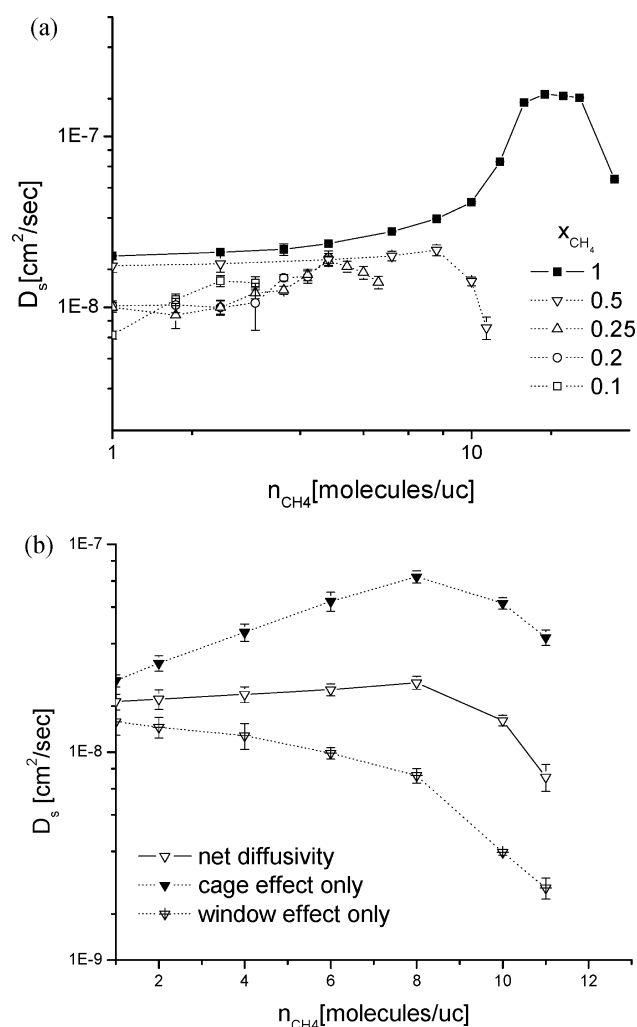 (a)
1E-7
1E-8
Dₛ[cm²/sec]
x_CH₄
1
0.5
0.25
0.2
0.1
1
10
n_CH4[molecules/uc]
(b)
1E-7
1E-8
1E-9
Dₛ [cm²/sec]
net diffusivity
cage effect only
window effect only
2
4
6
8
10
12
n_CH4[molecules/uc]